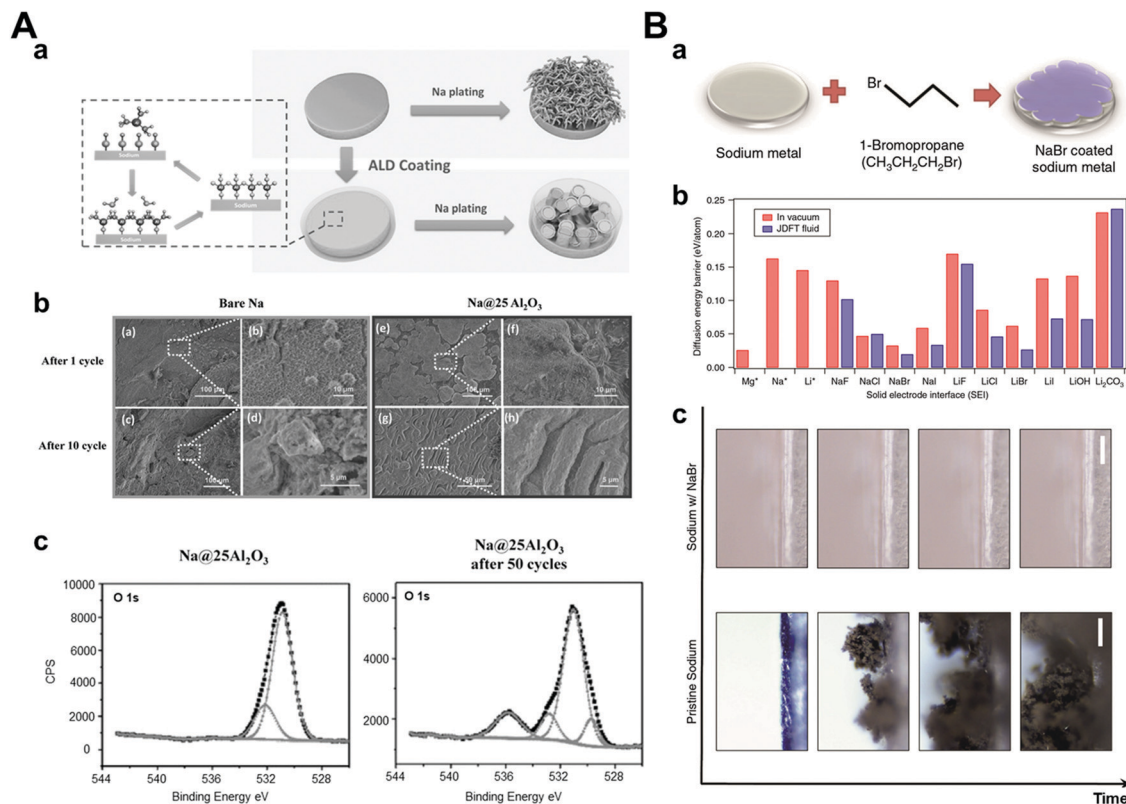 A
a
Na plating
ALD Coating
Na plating
Sodium
Sodium
Sodium
b
Bare Na
Na@25 Al₂O₃
After 1 cycle
(a)
(b)
(e)
(f)
100 μm
10 μm
100 μm
10 μm
After 10 cycle
(c)
(d)
(g)
(h)
100 μm
5 μm
5 μm
c
Na@25Al₂O₃
Na@25Al₂O₃
after 50 cycles
O 1s
O 1s
CPS
10000
8000
6000
4000
2000
0
6000
4000
2000
544 540 536 532 528
544 540 536 532 528
Binding Energy eV
Binding Energy eV
B
a
Br
Sodium metal
1-Bromopropane
(CH₃CH₂CH₂Br)
NaBr coated
sodium metal
b
In vacuum
JDFT fluid
Diffusion energy barrier (eV/atom)
0.20
0.15
0.10
0.05
0.00
Mg* Na* Li* NaF NaCl NaBr NaI LiF LiCl LiBr LiI LiOH Li₂CO₃
Solid electrode interface (SEI)
c
Sodium w/ NaBr
Pristine Sodium
Time